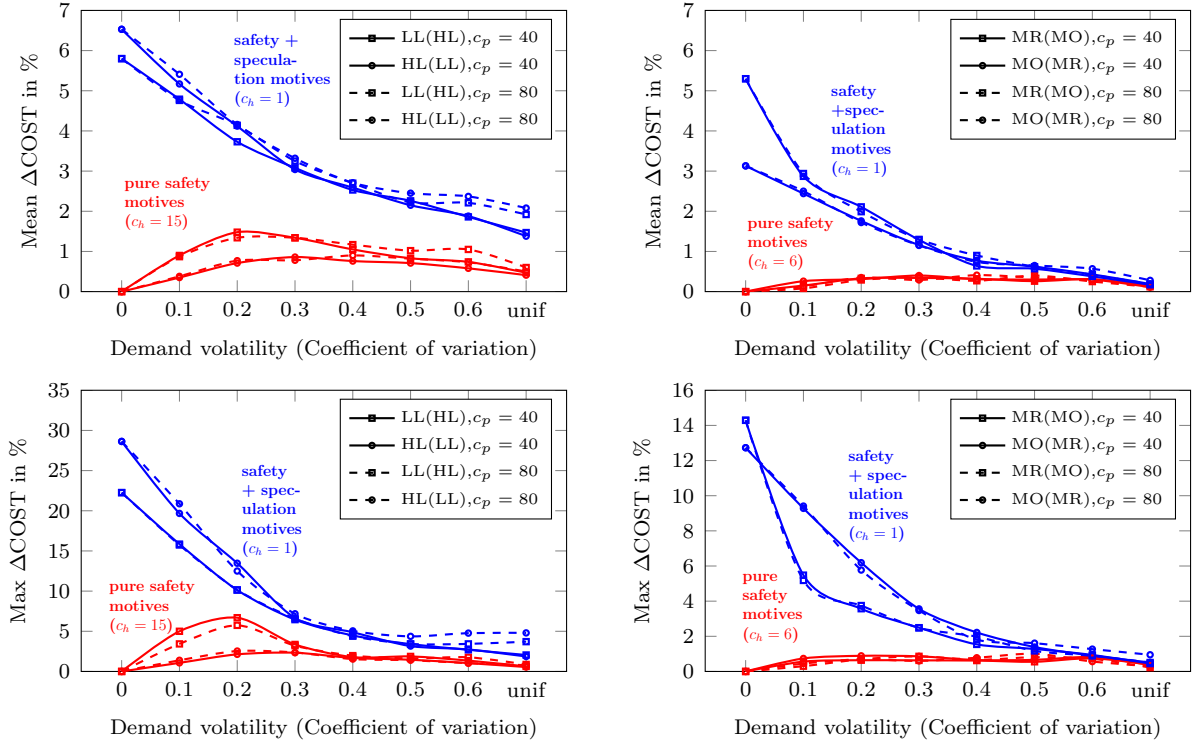 7
6
5
4
3
2
1
0
Mean ΔCOST in %
safety +
specula-
tion motives
(c_h = 1)
pure safety
motives
(c_h = 15)
LL(HL),c_p = 40
HL(LL),c_p = 40
LL(HL),c_p = 80
HL(LL),c_p = 80
0 0.1 0.2 0.3 0.4 0.5 0.6 unif
Demand volatility (Coefficient of variation)
7
6
5
4
3
2
1
0
Mean ΔCOST in %
safety
+spec-
ulation
motives
(c_h = 1)
pure safety
motives
(c_h = 6)
MR(MO),c_p = 40
MO(MR),c_p = 40
MR(MO),c_p = 80
MO(MR),c_p = 80
0 0.1 0.2 0.3 0.4 0.5 0.6 unif
Demand volatility (Coefficient of variation)
35
30
25
20
15
10
5
0
Max ΔCOST in %
safety
+ spec-
ulation
motives
(c_h = 1)
pure safety
motives
(c_h = 15)
LL(HL),c_p = 40
HL(LL),c_p = 40
LL(HL),c_p = 80
HL(LL),c_p = 80
0 0.1 0.2 0.3 0.4 0.5 0.6 unif
Demand volatility (Coefficient of variation)
16
14
12
10
8
6
4
2
0
Max ΔCOST in %
safety
+ spec-
ulation
motives
(c_h = 1)
pure
safety
motives
(c_h = 6)
MR(MO),c_p = 40
MO(MR),c_p = 40
MR(MO),c_p = 80
MO(MR),c_p = 80
0 0.1 0.2 0.3 0.4 0.5 0.6 unif
Demand volatility (Coefficient of variation)